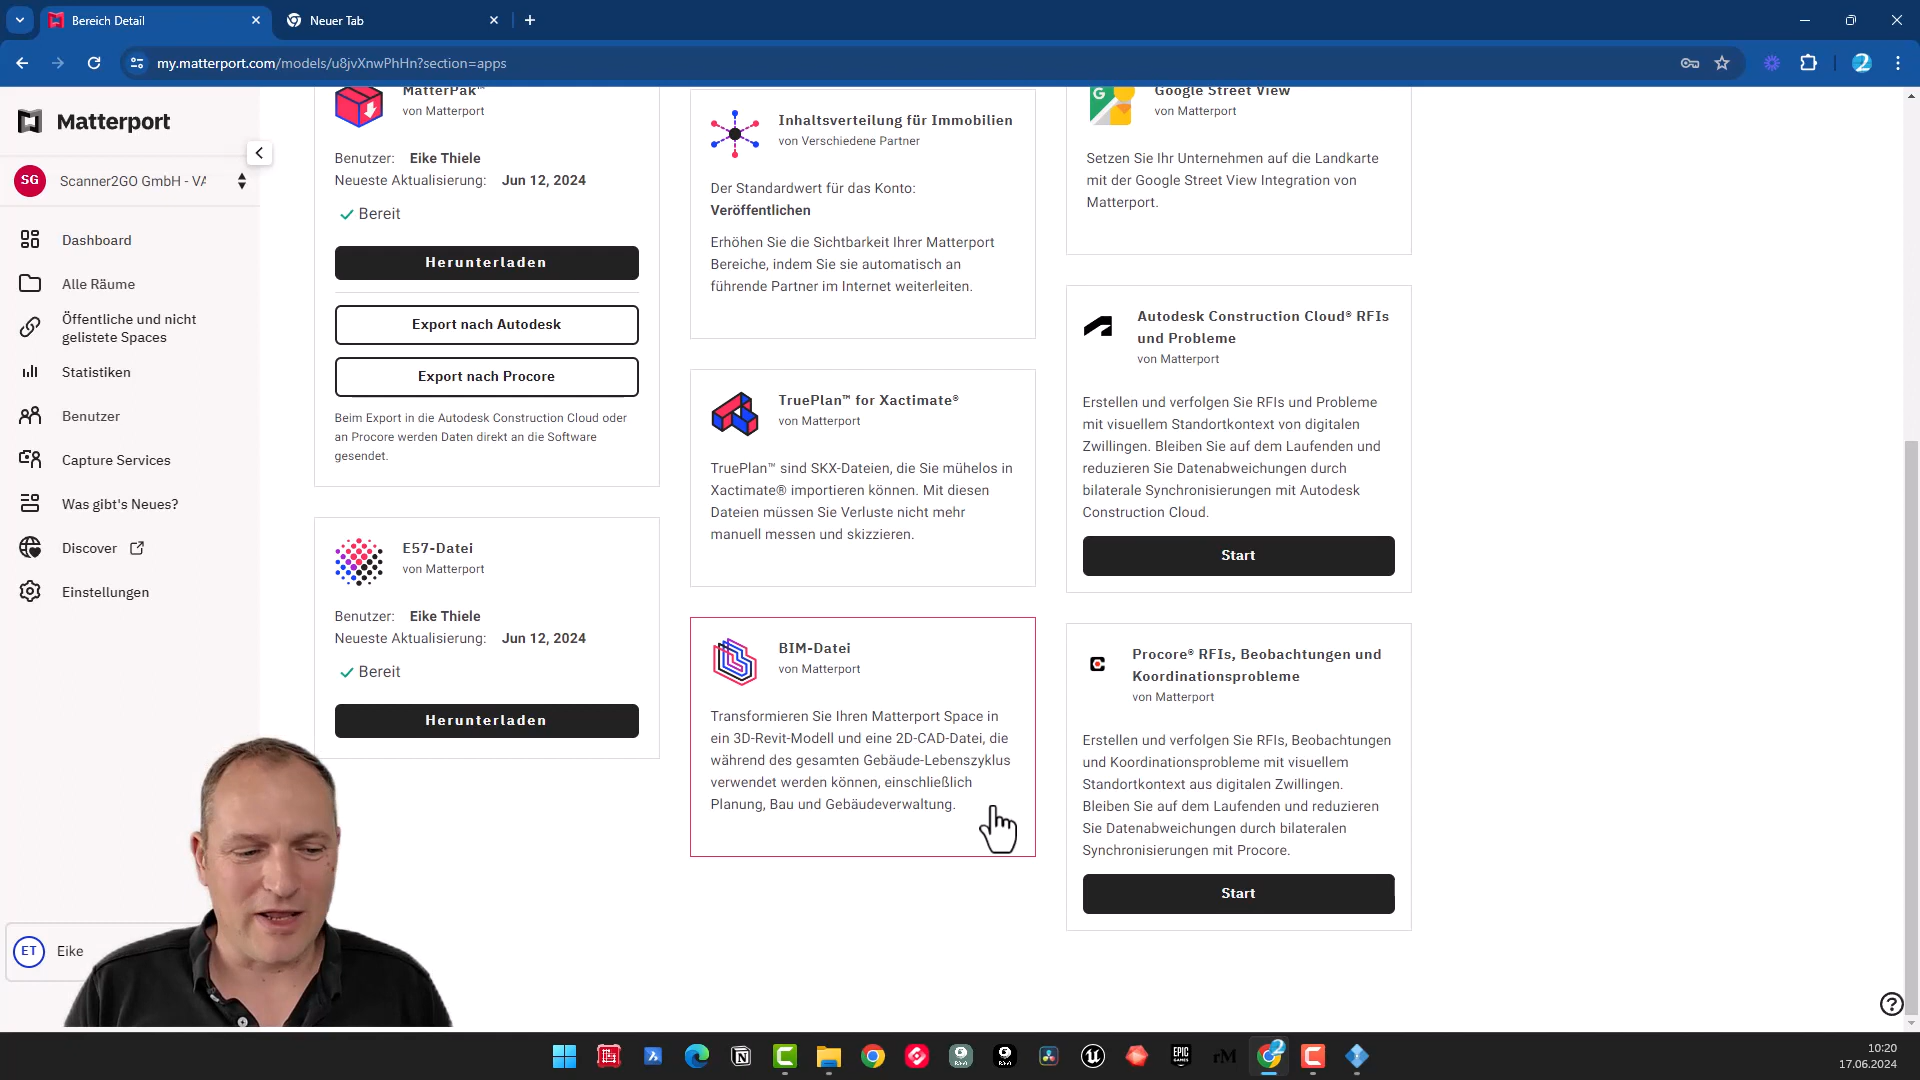 Bereich Detail
Neuer Tab
my.matterport.com/models/u8jvXnwPhHn?section=apps
Matterport
SG
Scanner2GO GmbH - VA
Dashboard
Alle Räume
Öffentliche und nicht
gelistete Spaces
Statistiken
Benutzer
Capture Services
Was gibt's Neues?
Discover
Einstellungen
ET
Eike
MatterPak™
von Matterport
Benutzer: Eike Thiele
Neueste Aktualisierung: Jun 12, 2024
Bereit
Herunterladen
Export nach Autodesk
Export nach Procore
Beim Export in die Autodesk Construction Cloud oder
an Procore werden Daten direkt an die Software
gesendet.
E57-Datei
von Matterport
Benutzer: Eike Thiele
Neueste Aktualisierung: Jun 12, 2024
Bereit
Herunterladen
Inhaltsverteilung für Immobilien
von Verschiedene Partner
Der Standardwert für das Konto:
Veröffentlichen
Erhöhen Sie die Sichtbarkeit Ihrer Matterport
Bereiche, indem Sie sie automatisch an
führende Partner im Internet weiterleiten.
TruePlan™ for Xactimate®
von Matterport
TruePlan™ sind SKX-Dateien, die Sie mühelos in
Xactimate® importieren können. Mit diesen
Dateien müssen Sie Verluste nicht mehr
manuell messen und skizzieren.
BIM-Datei
von Matterport
Transformieren Sie Ihren Matterport Space in
ein 3D-Revit-Modell und eine 2D-CAD-Datei, die
während des gesamten Gebäude-Lebenszyklus
verwendet werden können, einschließlich
Planung, Bau und Gebäudeverwaltung.
Google Street View
von Matterport
Setzen Sie Ihr Unternehmen auf die Landkarte
mit der Google Street View Integration von
Matterport.
Autodesk Construction Cloud® RFIs
und Probleme
von Matterport
Erstellen und verfolgen Sie RFIs und Probleme
mit visuellem Standortkontext von digitalen
Zwillingen. Bleiben Sie auf dem Laufenden und
reduzieren Sie Datenabweichungen durch
bilaterale Synchronisierungen mit Autodesk
Construction Cloud.
Start
Procore® RFIs, Beobachtungen und
Koordinationsprobleme
von Matterport
Erstellen und verfolgen Sie RFIs, Beobachtungen
und Koordinationsprobleme mit visuellem
Standortkontext aus digitalen Zwillingen.
Bleiben Sie auf dem Laufenden und reduzieren
Sie Datenabweichungen durch bilateralen
Synchronisierungen mit Procore.
Start
EPIC
GAMES
rM
10:20
17.06.2024